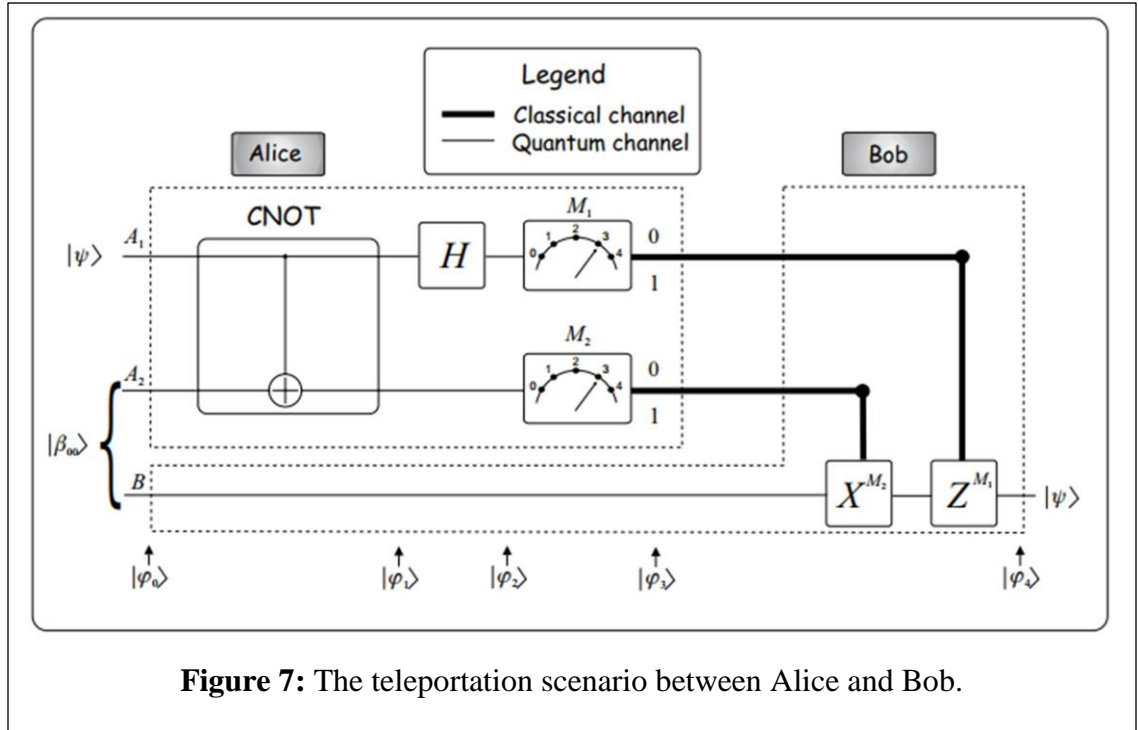 Legend
Classical channel
Quantum channel
Alice
Bob
CNOT
|ψ⟩
A₁
H
M₁
0 1 2 3 4
0
1
A₂
M₂
0 1 2 3 4
0
1
|β₀₀⟩
B
X^M₂
Z^M₁
|ψ⟩
|φ₀⟩ |φ₁⟩ |φ₂⟩ |φ₃⟩ |φ₄⟩
Figure 7: The teleportation scenario between Alice and Bob.